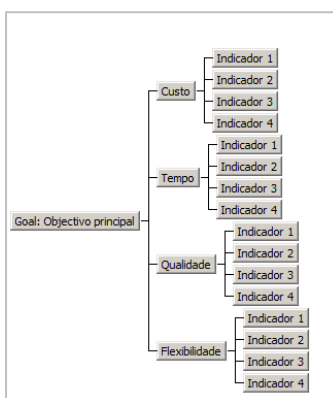 Goal: Objectivo principal
Custo
Indicador 1
Indicador 2
Indicador 3
Indicador 4
Tempo
Indicador 1
Indicador 2
Indicador 3
Indicador 4
Qualidade
Indicador 1
Indicador 2
Indicador 3
Indicador 4
Flexibilidade
Indicador 1
Indicador 2
Indicador 3
Indicador 4